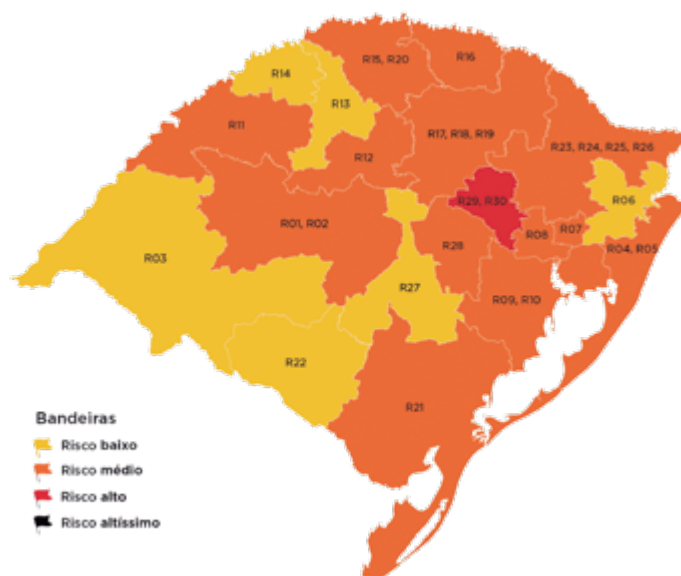 R15, R20
R16
R14
R13
R11
R17, R18, R19
R12
R23, R24, R25, R26
R29, R30
R06
R01, R02
R08
R07
R28
R04, R05
R03
R27
R09, R10
R22
R21
Bandeiras
Risco baixo
Risco médio
Risco alto
Risco altíssimo